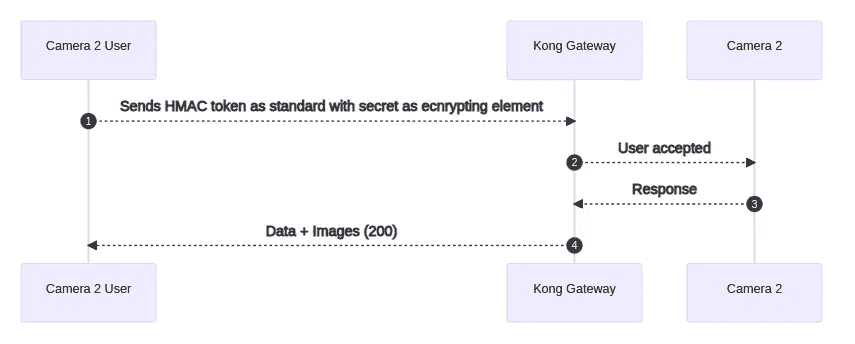 Camera 2 User
Kong Gateway
Camera 2
Sends HMAC token as standard with secret as ecnrypting element
1
2
User accepted
Response
3
Data + Images (200)
4
Camera 2 User
Kong Gateway
Camera 2